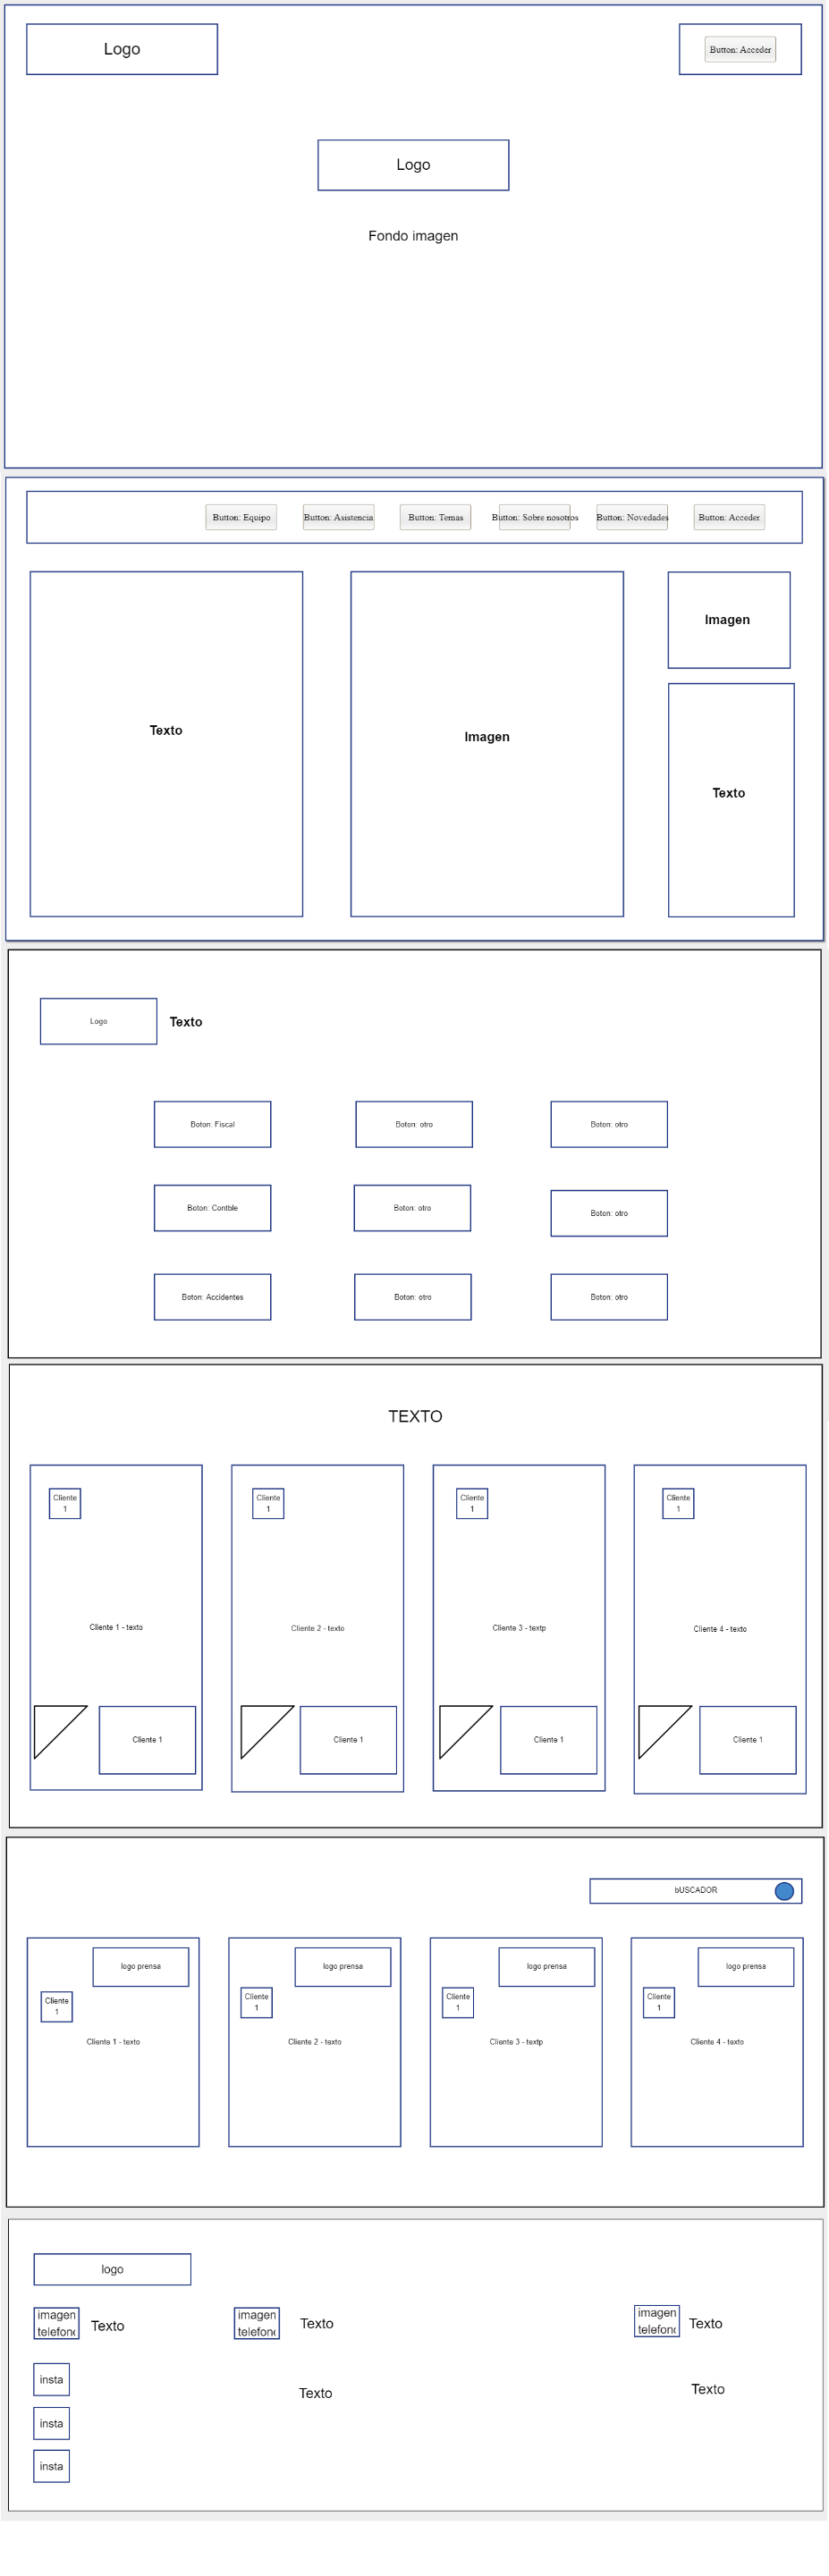 Logo
Button: Acceder
Logo
Fondo imagen
Button: Equipo
Button: Asistencia
Button: Temas
Button: Sobre nosotros
Button: Novedades
Button: Acceder
Texto
Imagen
Imagen
Texto
Logo
Texto
Boton: Fiscal
Boton: otro
Boton: otro
Boton: Contble
Boton: otro
Boton: otro
Boton: Accidentes
Boton: otro
Boton: otro
TEXTO
Cliente
1
Cliente
1
Cliente
1
Cliente
1
Cliente 1 - texto
Cliente 2 - texto
Cliente 3 - textp
Cliente 4 - texto
Cliente 1
Cliente 1
Cliente 1
Cliente 1
bUSCADOR
logo prensa
logo prensa
logo prensa
logo prensa
Cliente
1
Cliente
1
Cliente
1
Cliente
1
Cliente 1 - texto
Cliente 2 - texto
Cliente 3 - textp
Cliente 4 - texto
logo
imagen
telefono
Texto
imagen
telefono
Texto
imagen
telefono
Texto
insta
Texto
Texto
insta
insta